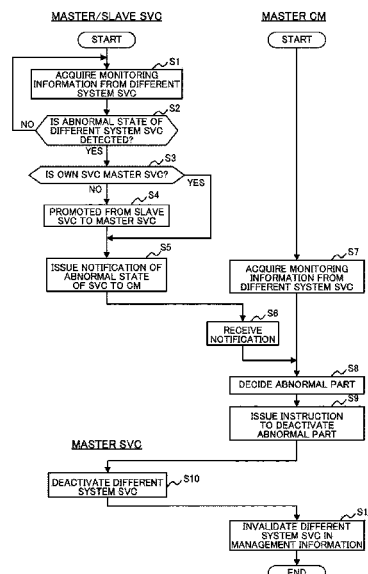 MASTER/SLAVE SVC
MASTER CM
START
START
S1
ACQUIRE MONITORING
INFORMATION FROM DIFFERENT
SYSTEM SVC
S2
NO
IS ABNORMAL STATE OF
DIFFERENT SYSTEM SVC
DETECTED?
YES
S3
IS OWN SVC MASTER SVC?
NO
YES
S4
PROMOTED FROM SLAVE
SVC TO MASTER SVC
S5
ISSUE NOTIFICATION OF
ABNORMAL STATE
OF SVC TO CM
S7
ACQUIRE MONITORING
INFORMATION FROM
DIFFERENT SYSTEM SVC
S6
RECEIVE
NOTIFICATION
S8
DECIDE ABNORMAL PART
S9
ISSUE INSTRUCTION
TO DEACTIVATE
ABNORMAL PART
MASTER SVC
S10
DEACTIVATE DIFFERENT
SYSTEM SVC
S1
INVALIDATE DIFFERENT
SYSTEM SVC IN
MANAGEMENT INFORMATION
END